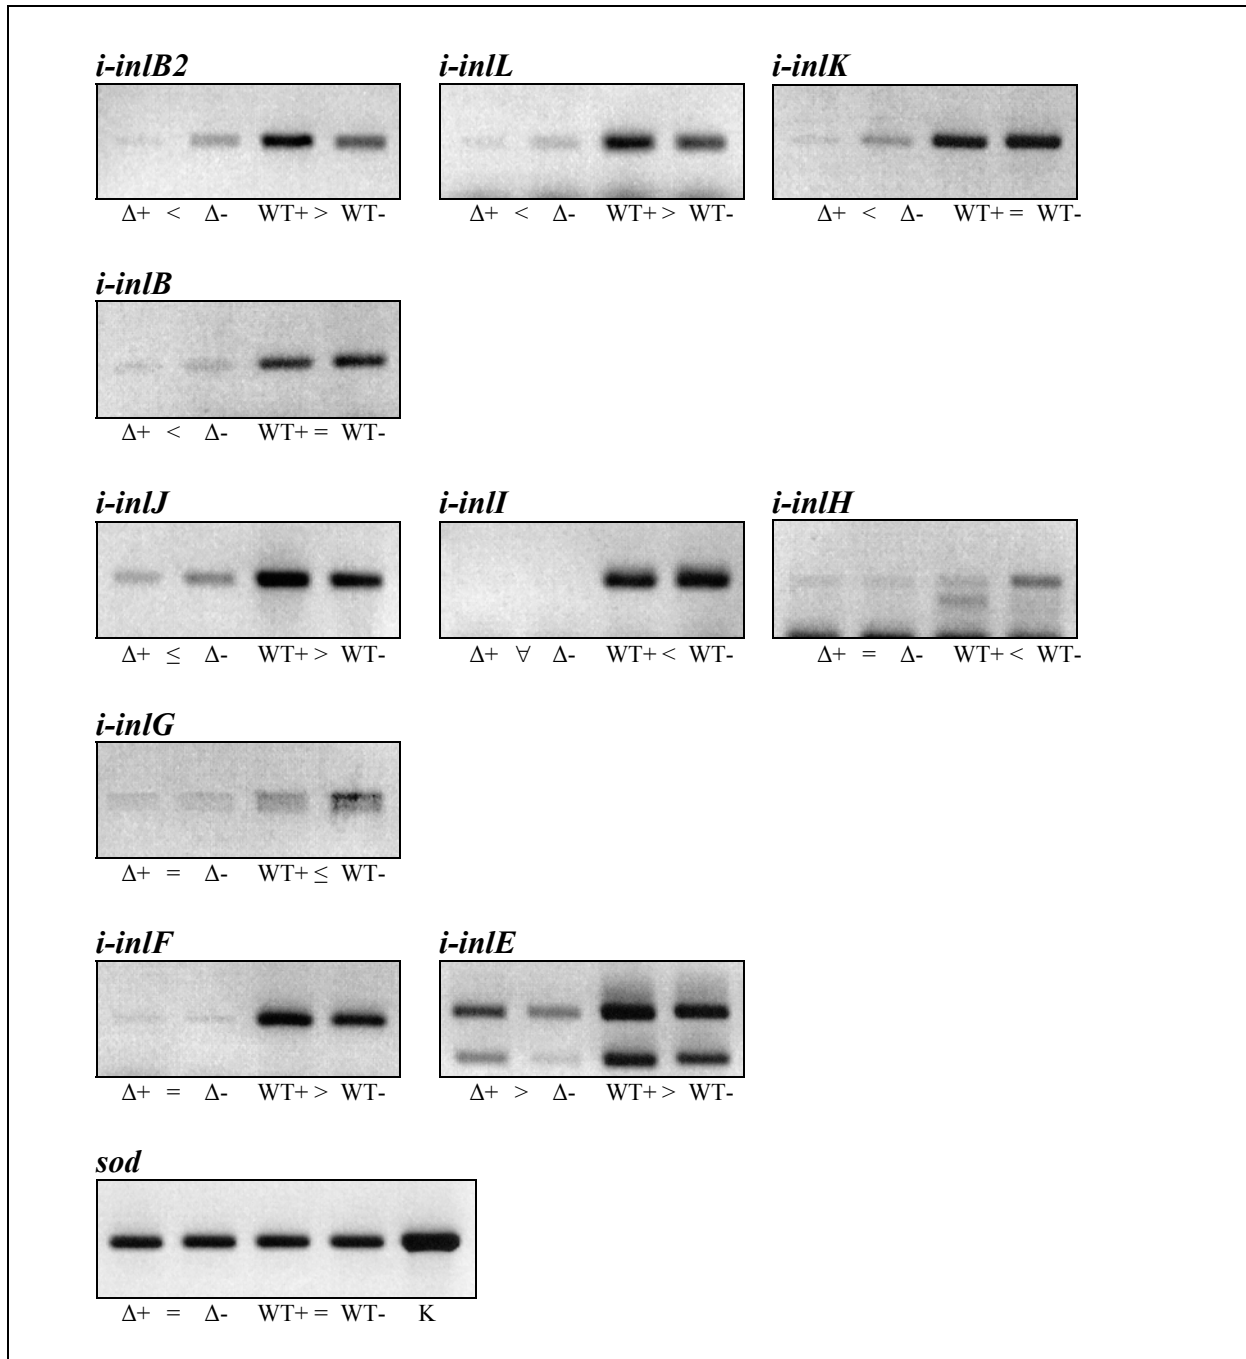 i-inlB2 i-inlL i-inlK
Δ+ < Δ- WT+ > WT- Δ+ < Δ- WT+ > WT- Δ+ < Δ- WT+ = WT-
i-inlB
Δ+ < Δ- WT+ = WT-
i-inlJ i-inlI i-inlH
Δ+ ≤ Δ- WT+ > WT- Δ+ ∀ Δ- WT+ < WT- Δ+ = Δ- WT+ < WT-
i-inlG
Δ+ = Δ- WT+ ≤ WT-
i-inlF i-inlE
Δ+ = Δ- WT+ > WT- Δ+ > Δ- WT+ > WT-
sod
Δ+ = Δ- WT+ = WT- K